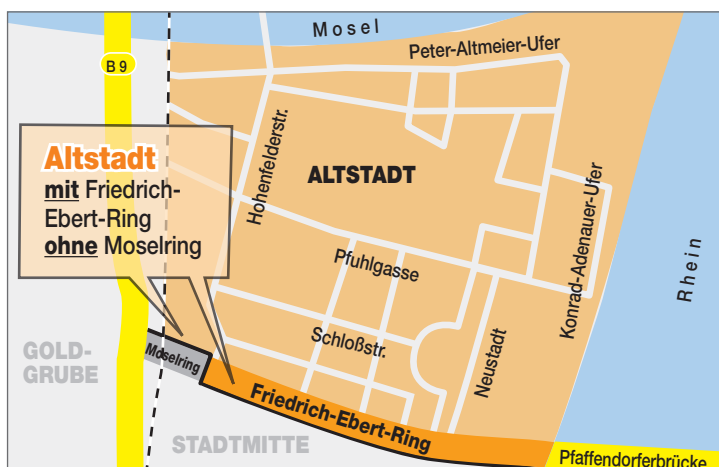 Mosel
Peter-Altmeier-Ufer
B 9
Altstadt
mit Friedrich-
Ebert-Ring
ohne Moselring
Hohenfelderstr.
ALTSTADT
Konrad-Adenauer-Ufer
Rhein
Pfuhlgasse
Schloßstr.
Neustadt
GOLD-
GRUBE
Moselring
Friedrich-Ebert-Ring
STADTMITTE
Pfaffendorferbrücke